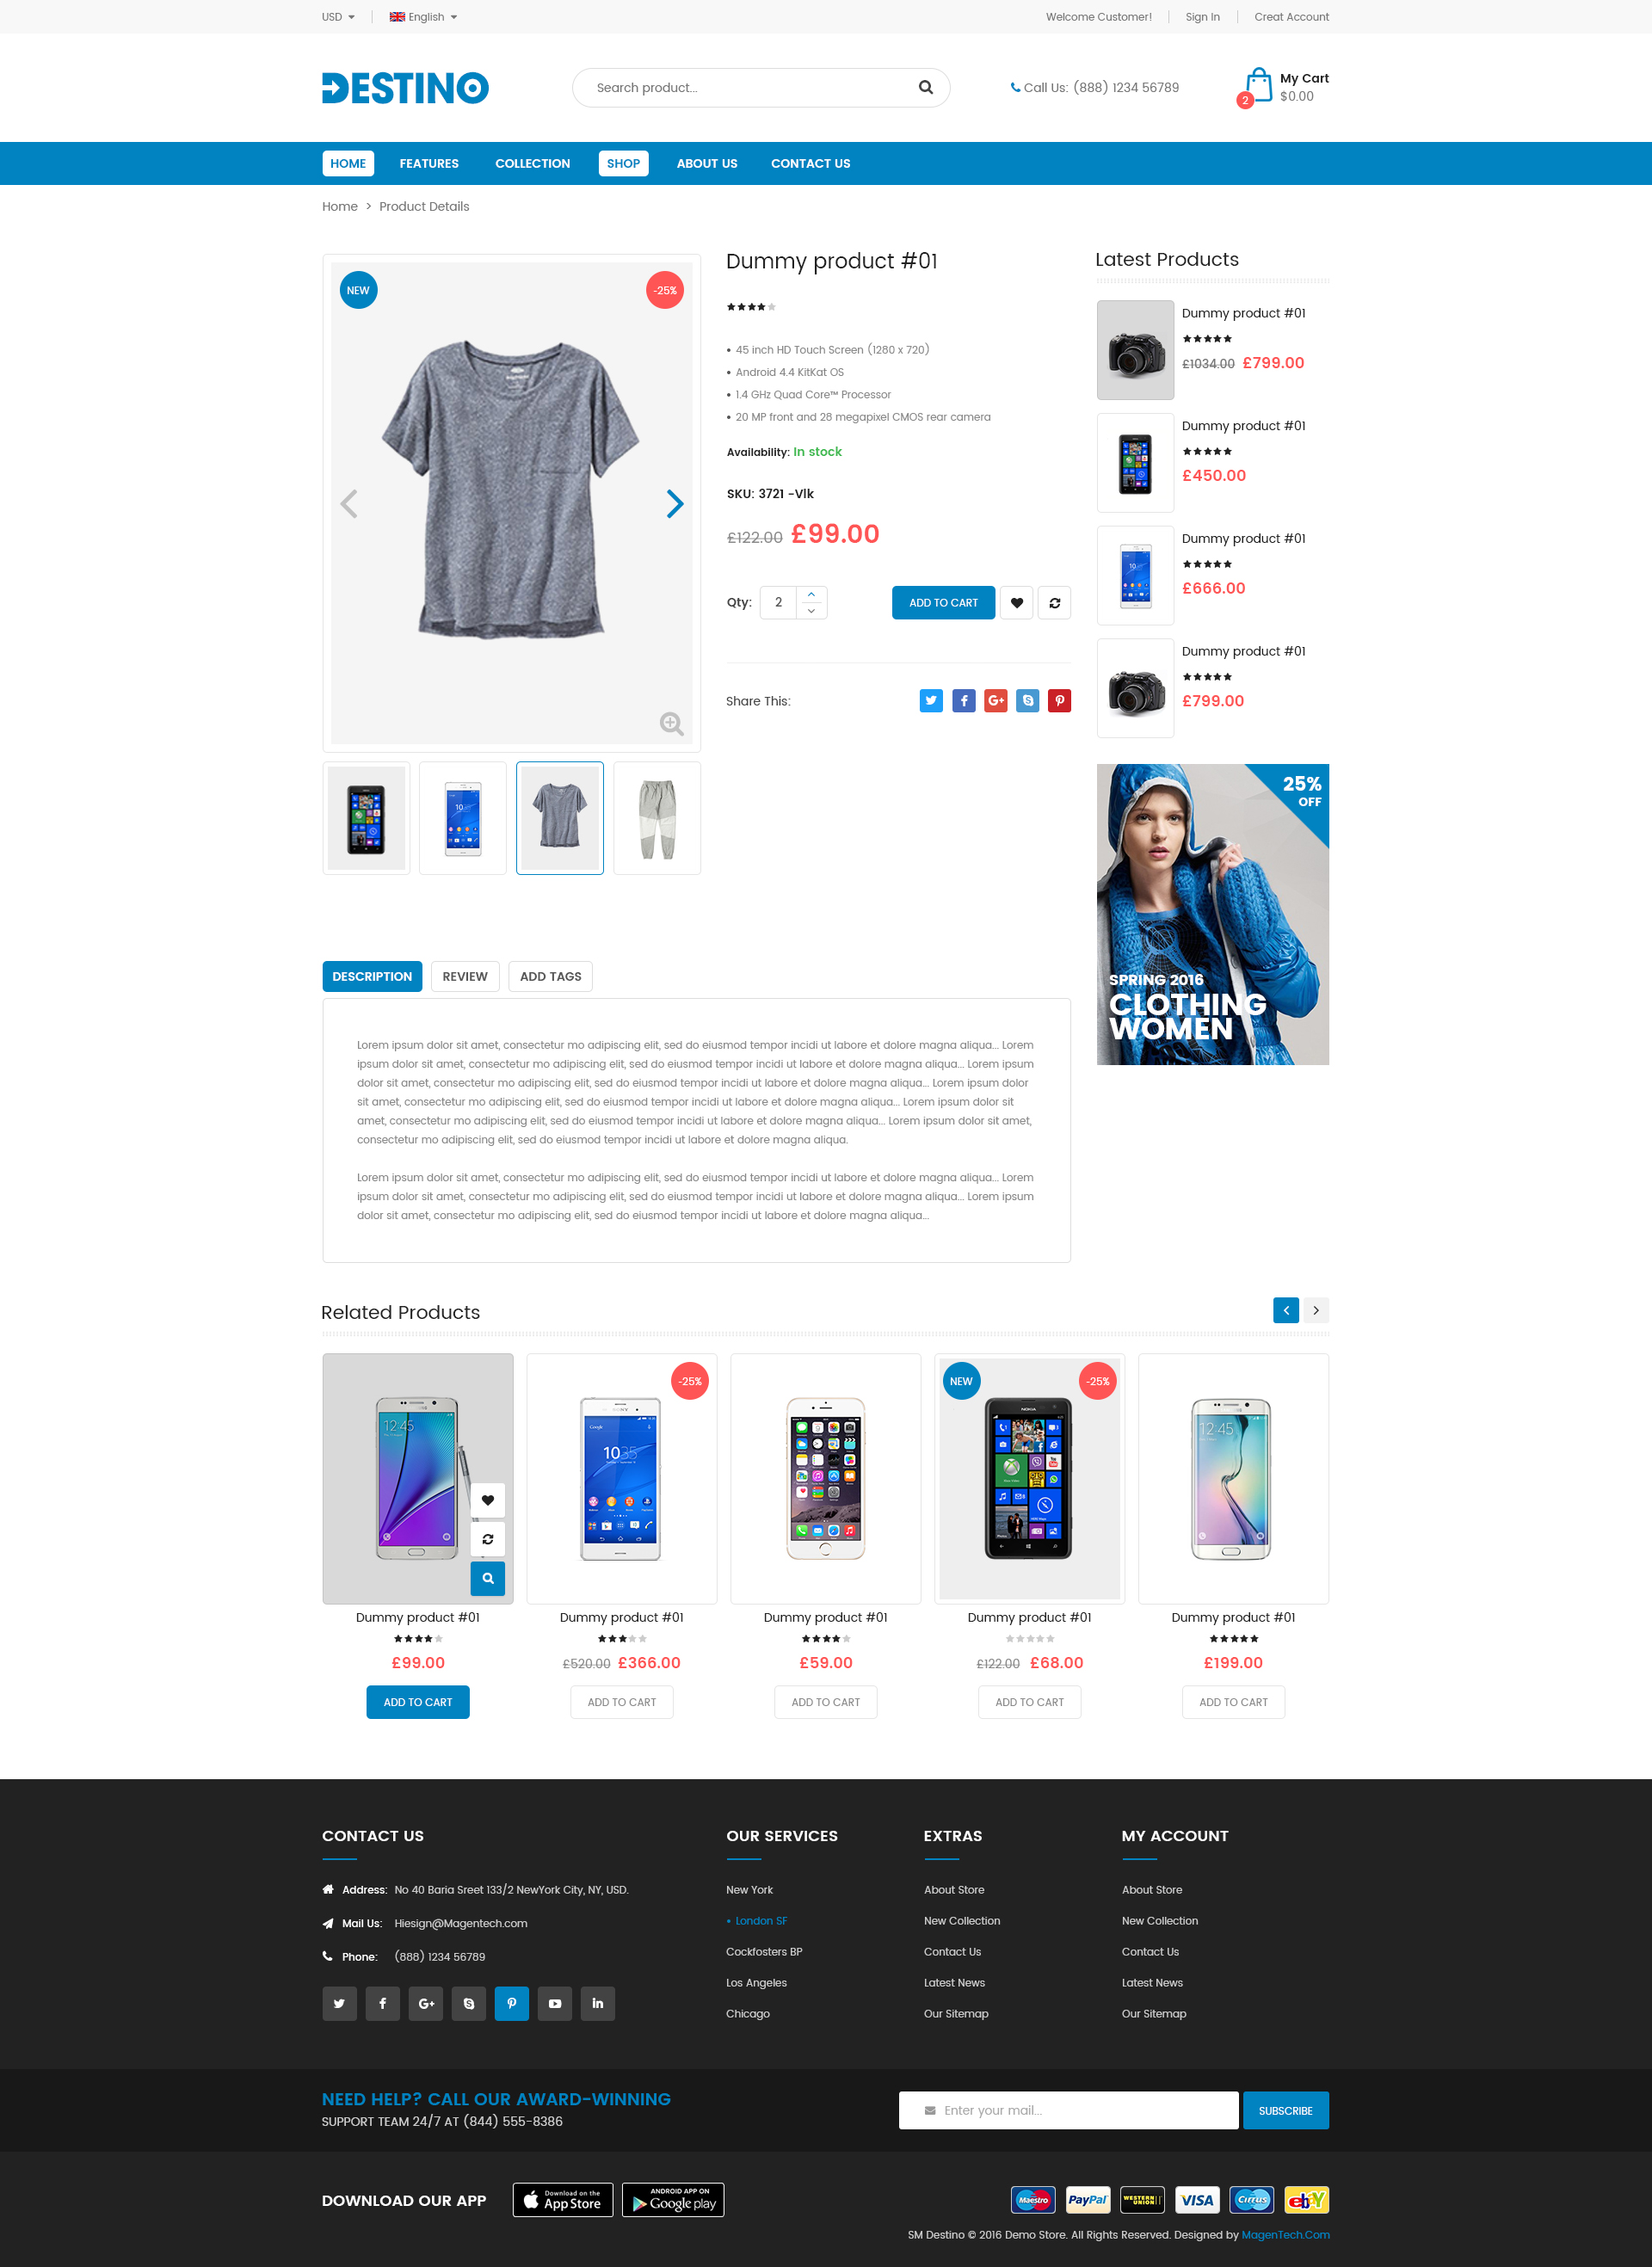 USD English Welcome Customer! Sign In Creat Account
DESTINO
Search product...
Call Us: (888) 1234 56789
My Cart
$0.00
2
HOME FEATURES COLLECTION SHOP ABOUT US CONTACT US
Home > Product Details
NEW
-25%
Dummy product #01
• 45 inch HD Touch Screen (1280 x 720)
• Android 4.4 KitKat OS
• 1.4 GHz Quad Core™ Processor
• 20 MP front and 28 megapixel CMOS rear camera
Availability: In stock
SKU: 3721 -Vlk
£122.00 £99.00
Qty: 2
ADD TO CART
Share This:
Latest Products
Dummy product #01
£1034.00 £799.00
Dummy product #01
£450.00
Dummy product #01
£666.00
Dummy product #01
£799.00
25%
OFF
SPRING 2016
CLOTHING
WOMEN
DESCRIPTION REVIEW ADD TAGS
Lorem ipsum dolor sit amet, consectetur mo adipiscing elit, sed do eiusmod tempor incidi ut labore et dolore magna aliqua... Lorem
ipsum dolor sit amet, consectetur mo adipiscing elit, sed do eiusmod tempor incidi ut labore et dolore magna aliqua... Lorem ipsum
dolor sit amet, consectetur mo adipiscing elit, sed do eiusmod tempor incidi ut labore et dolore magna aliqua... Lorem ipsum dolor
sit amet, consectetur mo adipiscing elit, sed do eiusmod tempor incidi ut labore et dolore magna aliqua... Lorem ipsum dolor sit
amet, consectetur mo adipiscing elit, sed do eiusmod tempor incidi ut labore et dolore magna aliqua... Lorem ipsum dolor sit amet,
consectetur mo adipiscing elit, sed do eiusmod tempor incidi ut labore et dolore magna aliqua.
Lorem ipsum dolor sit amet, consectetur mo adipiscing elit, sed do eiusmod tempor incidi ut labore et dolore magna aliqua... Lorem
ipsum dolor sit amet, consectetur mo adipiscing elit, sed do eiusmod tempor incidi ut labore et dolore magna aliqua... Lorem ipsum
dolor sit amet, consectetur mo adipiscing elit, sed do eiusmod tempor incidi ut labore et dolore magna aliqua...
Related Products
12:45
Dummy product #01
£99.00
ADD TO CART
-25%
SONY
Google
10 35
Dummy product #01
£520.00 £366.00
ADD TO CART
Dummy product #01
£59.00
ADD TO CART
NEW
-25%
NOKIA
Dummy product #01
£122.00 £68.00
ADD TO CART
12:45
Dummy product #01
£199.00
ADD TO CART
CONTACT US
Address: No 40 Baria Sreet 133/2 NewYork City, NY, USD.
Mail Us: Hiesign@Magentech.com
Phone: (888) 1234 56789
OUR SERVICES
New York
• London SF
Cockfosters BP
Los Angeles
Chicago
EXTRAS
About Store
New Collection
Contact Us
Latest News
Our Sitemap
MY ACCOUNT
About Store
New Collection
Contact Us
Latest News
Our Sitemap
NEED HELP? CALL OUR AWARD-WINNING
SUPPORT TEAM 24/7 AT (844) 555-8386
Enter your mail...
SUBSCRIBE
DOWNLOAD OUR APP
Download on the
App Store
ANDROID APP ON
Google play
Maestro PayPal WESTERN UNION VISA Cirrus ebY
SM Destino © 2016 Demo Store. All Rights Reserved. Designed by MagenTech.Com